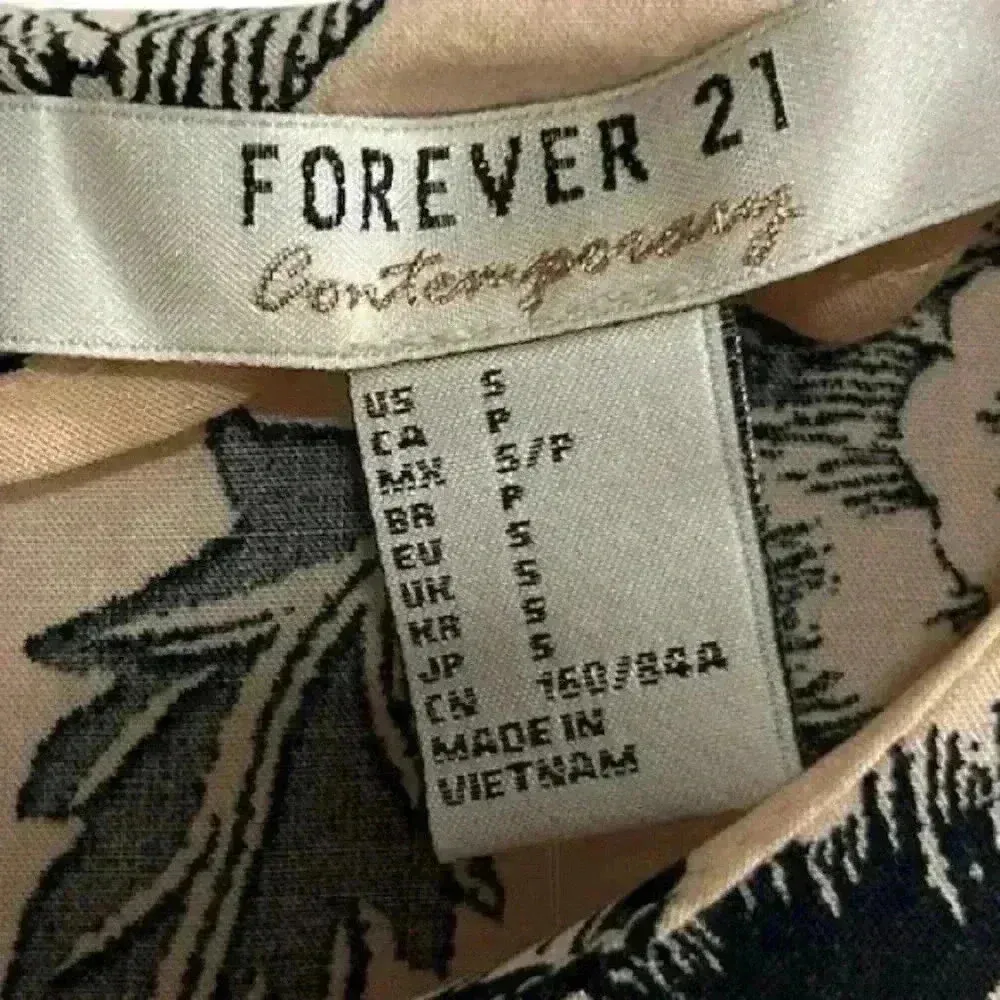 FOREVER 21
Contemporary
US S
CA P
MX S/P
BR P
EU S
UK S
KR S
JP S
CN 160/84A
MADE IN
VIETNAM